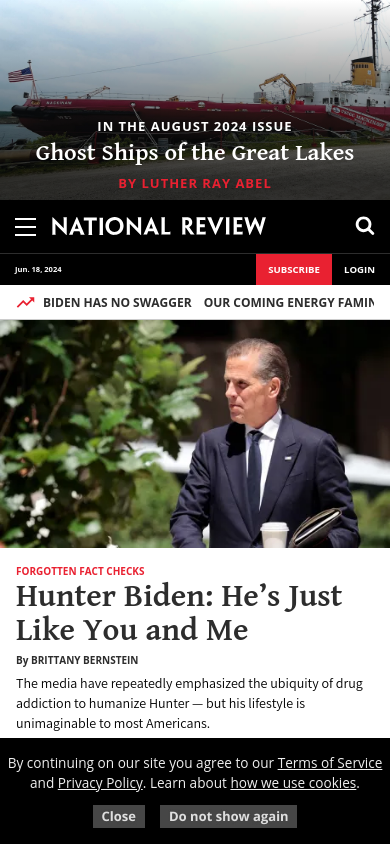 IN THE AUGUST 2024 ISSUE
Ghost Ships of the Great Lakes
BY LUTHER RAY ABEL
NATIONAL REVIEW
Jun. 18, 2024
SUBSCRIBE
LOGIN
BIDEN HAS NO SWAGGER OUR COMING ENERGY FAMIN
FORGOTTEN FACT CHECKS
Hunter Biden: He’s Just
Like You and Me
By BRITTANY BERNSTEIN
The media have repeatedly emphasized the ubiquity of drug
addiction to humanize Hunter — but his lifestyle is
unimaginable to most Americans.
By continuing on our site you agree to our Terms of Service
and Privacy Policy. Learn about how we use cookies.
Close
Do not show again